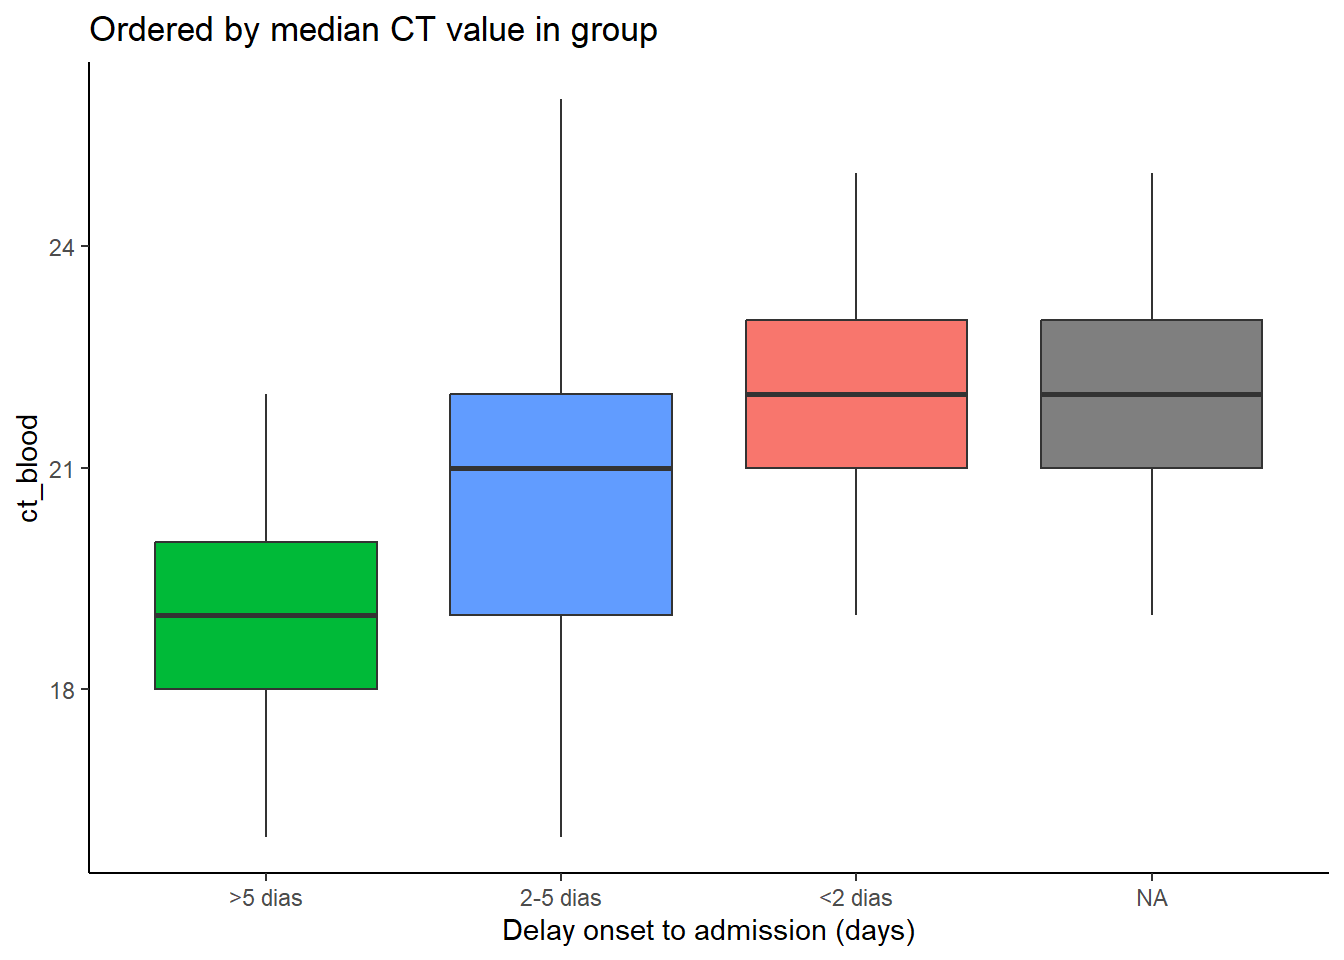 Ordered by median CT value in group
ct_blood
24
21
18
>5 dias
2-5 dias
<2 dias
NA
Delay onset to admission (days)